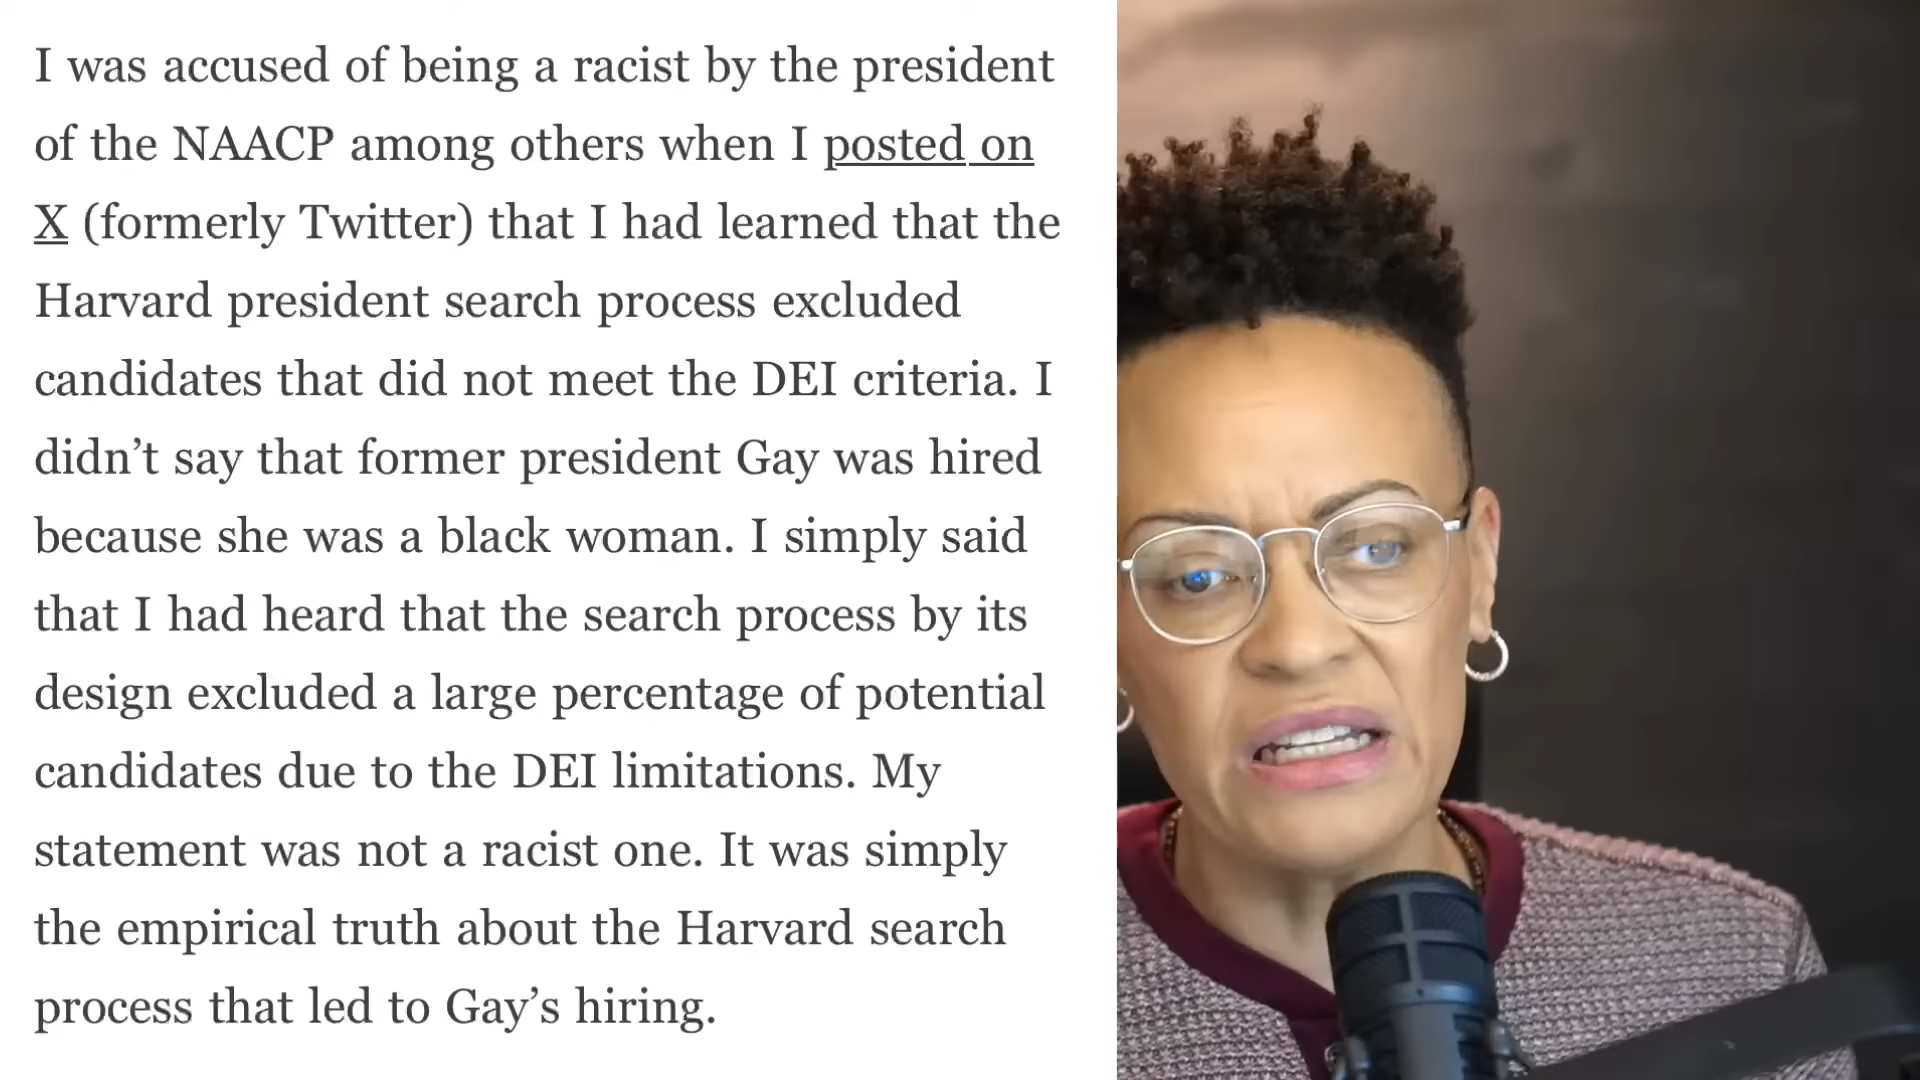 I was accused of being a racist by the president
of the NAACP among others when I posted on
X (formerly Twitter) that I had learned that the
Harvard president search process excluded
candidates that did not meet the DEI criteria. I
didn’t say that former president Gay was hired
because she was a black woman. I simply said
that I had heard that the search process by its
design excluded a large percentage of potential
candidates due to the DEI limitations. My
statement was not a racist one. It was simply
the empirical truth about the Harvard search
process that led to Gay’s hiring.